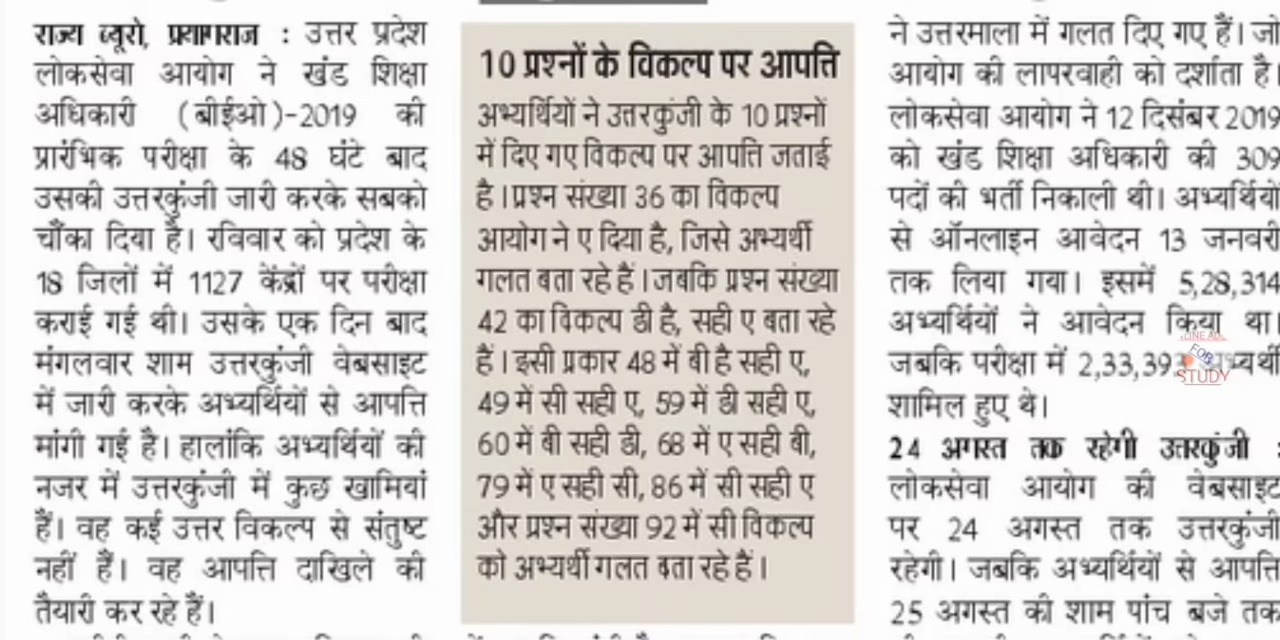 राज्य ब्यूरो, प्रयागराज : उत्तर प्रदेश
लोकसेवा आयोग ने खंड शिक्षा
अधिकारी (बीईओ)-2019 की
प्रारंभिक परीक्षा के 48 घंटे बाद
उसकी उत्तरकुंजी जारी करके सबको
चौंका दिया है। रविवार को प्रदेश के
18 जिलों में 1127 केंद्रों पर परीक्षा
कराई गई थी। उसके एक दिन बाद
मंगलवार शाम उत्तरकुंजी वेबसाइट
में जारी करके अभ्यर्थियों से आपत्ति
मांगी गई है। हालांकि अभ्यर्थियों की
नजर में उत्तरकुंजी में कुछ खामियां
हैं। वह कई उत्तर विकल्प से संतुष्ट
नहीं हैं। वह आपत्ति दाखिले की
तैयारी कर रहे हैं।
10 प्रश्नों के विकल्प पर आपत्ति
अभ्यर्थियों ने उत्तरकुंजी के 10 प्रश्नों
में दिए गए विकल्प पर आपत्ति जताई
है। प्रश्न संख्या 36 का विकल्प
आयोग ने ए दिया है, जिसे अभ्यर्थी
गलत बता रहे हैं। जबकि प्रश्न संख्या
42 का विकल्प डी है, सही ए बता रहे
हैं। इसी प्रकार 48 में बी है सही ए,
49 में सी सही ए, 59 में डी सही ए,
60 में बी सही डी, 68 में ए सही बी,
79 में ए सही सी, 86 में सी सही ए
और प्रश्न संख्या 92 में सी विकल्प
को अभ्यर्थी गलत बता रहे हैं।
ने उत्तरमाला में गलत दिए गए हैं। जो
आयोग की लापरवाही को दर्शाता है।
लोकसेवा आयोग ने 12 दिसंबर 2019
को खंड शिक्षा अधिकारी की 309
पदों की भर्ती निकाली थी। अभ्यर्थियों
से ऑनलाइन आवेदन 13 जनवरी
तक लिया गया। इसमें 5,28,314
अभ्यर्थियों ने आवेदन किया था।
जबकि परीक्षा में 2,33,393 अभ्यर्थी
शामिल हुए थे।
24 अगस्त तक रहेगी उत्तरकुंजी :
लोकसेवा आयोग की वेबसाइट
पर 24 अगस्त तक उत्तरकुंजी
रहेगी। जबकि अभ्यर्थियों से आपत्ति
25 अगस्त की शाम पांच बजे तक
FOR
STUDY